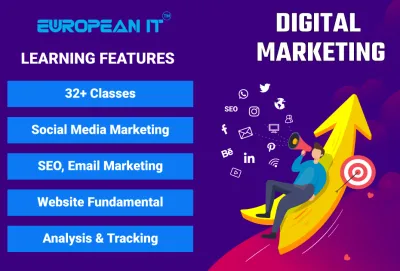 EUROPEAN IT
TM
LEARNING FEATURES
32+ Classes
Social Media Marketing
SEO, Email Marketing
Website Fundamental
Analysis & Tracking
DIGITAL
MARKETING
SEO